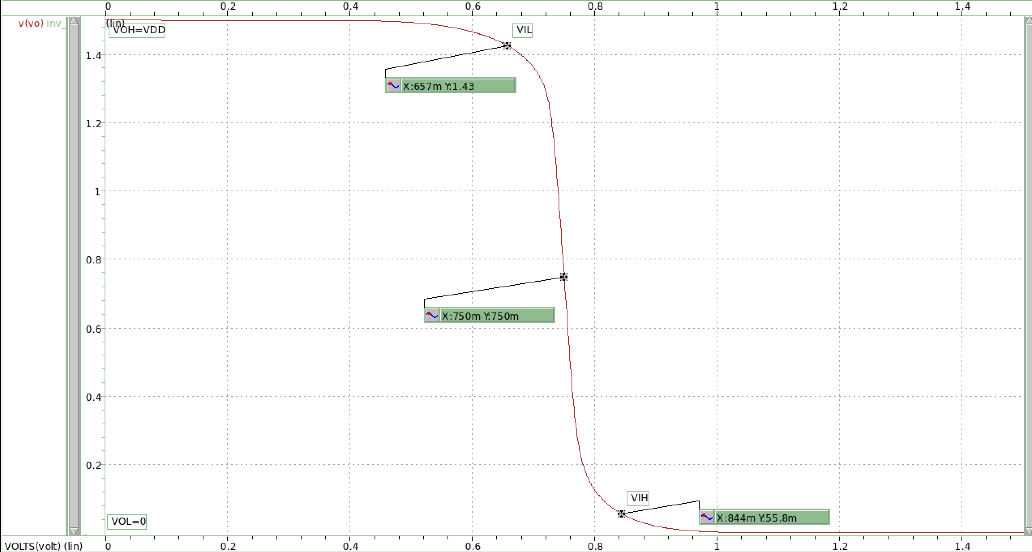 0 0.2 0.4 0.6 0.8 1 1.2 1.4
v(vo) inv_
(lin)
VOH=VDD
VIL
1.4
X:657m Y:1.43
1.2
1
0.8
X:750m Y:750m
0.6
0.4
0.2
VIH
X:844m Y:55.8m
VOL=0
VOLTS(volt) (lin) 0 0.2 0.4 0.6 0.8 1 1.2 1.4